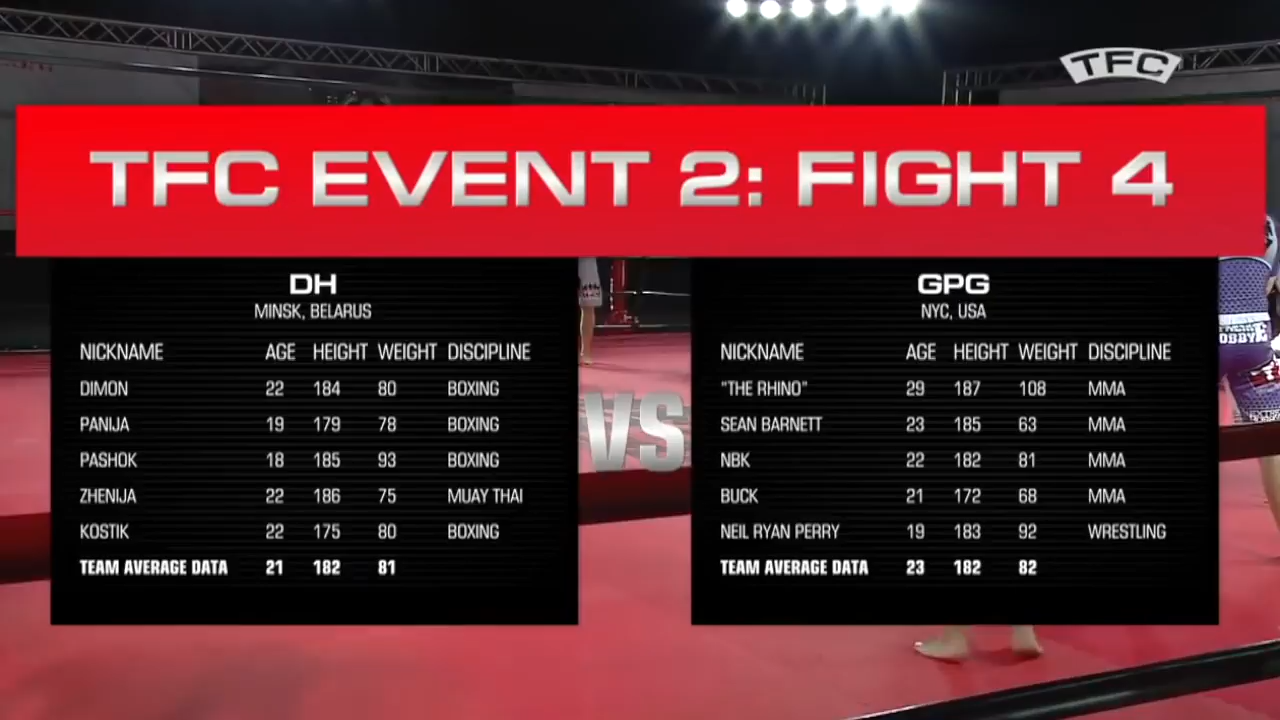 TFC
TFC EVENT 2: FIGHT 4
DH
MINSK, BELARUS
NICKNAME AGE HEIGHT WEIGHT DISCIPLINE
DIMON 22 184 80 BOXING
PANIJA 19 179 78 BOXING
PASHOK 18 185 93 BOXING
ZHENIJA 22 186 75 MUAY THAI
KOSTIK 22 175 80 BOXING
TEAM AVERAGE DATA 21 182 81
VS
GPG
NYC, USA
NICKNAME AGE HEIGHT WEIGHT DISCIPLINE
"THE RHINO" 29 187 108 MMA
SEAN BARNETT 23 185 63 MMA
NBK 22 182 81 MMA
BUCK 21 172 68 MMA
NEIL RYAN PERRY 19 183 92 WRESTLING
TEAM AVERAGE DATA 23 182 82